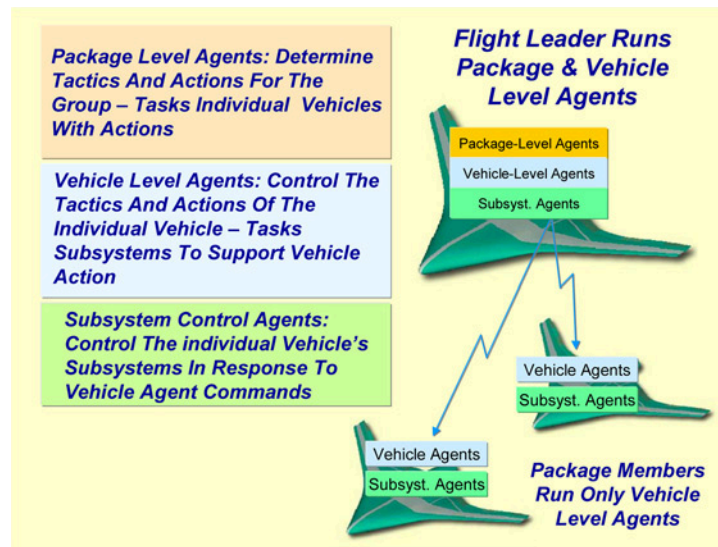 Package Level Agents: Determine
Tactics And Actions For The
Group – Tasks Individual Vehicles
With Actions
Vehicle Level Agents: Control The
Tactics And Actions Of The
Individual Vehicle – Tasks
Subsystems To Support Vehicle
Action
Subsystem Control Agents:
Control The individual Vehicle's
Subsystems In Response To
Vehicle Agent Commands
Flight Leader Runs
Package & Vehicle
Level Agents
Package-Level Agents
Vehicle-Level Agents
Subsyst. Agents
Vehicle Agents
Subsyst. Agents
Vehicle Agents
Subsyst. Agents
Package Members
Run Only Vehicle
Level Agents